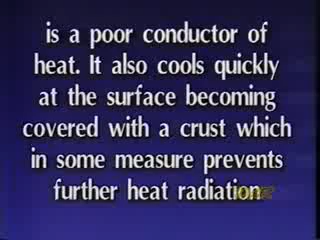 is a poor conductor of
heat. It also cools quickly
at the surface becoming
covered with a crust which
in some measure prevents
further heat radiation